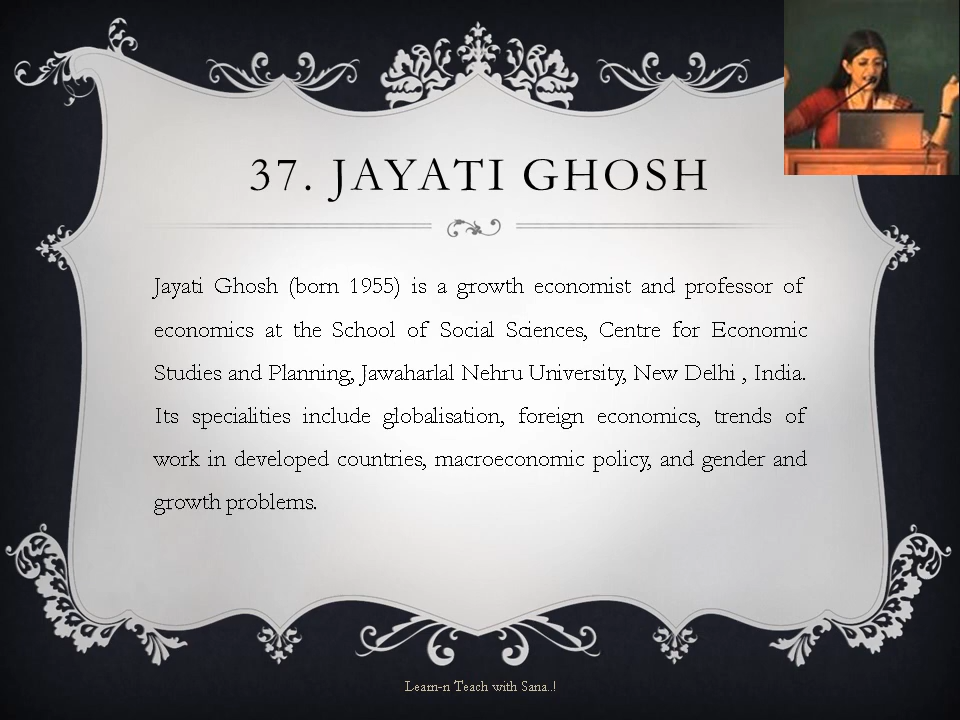 37. JAYATI GHOSH
Jayati Ghosh (born 1955) is a growth economist and professor of
economics at the School of Social Sciences, Centre for Economic
Studies and Planning, Jawaharlal Nehru University, New Delhi , India.
Its specialities include globalisation, foreign economics, trends of
work in developed countries, macroeconomic policy, and gender and
growth problems.
Learn-n Teach with Sana..!